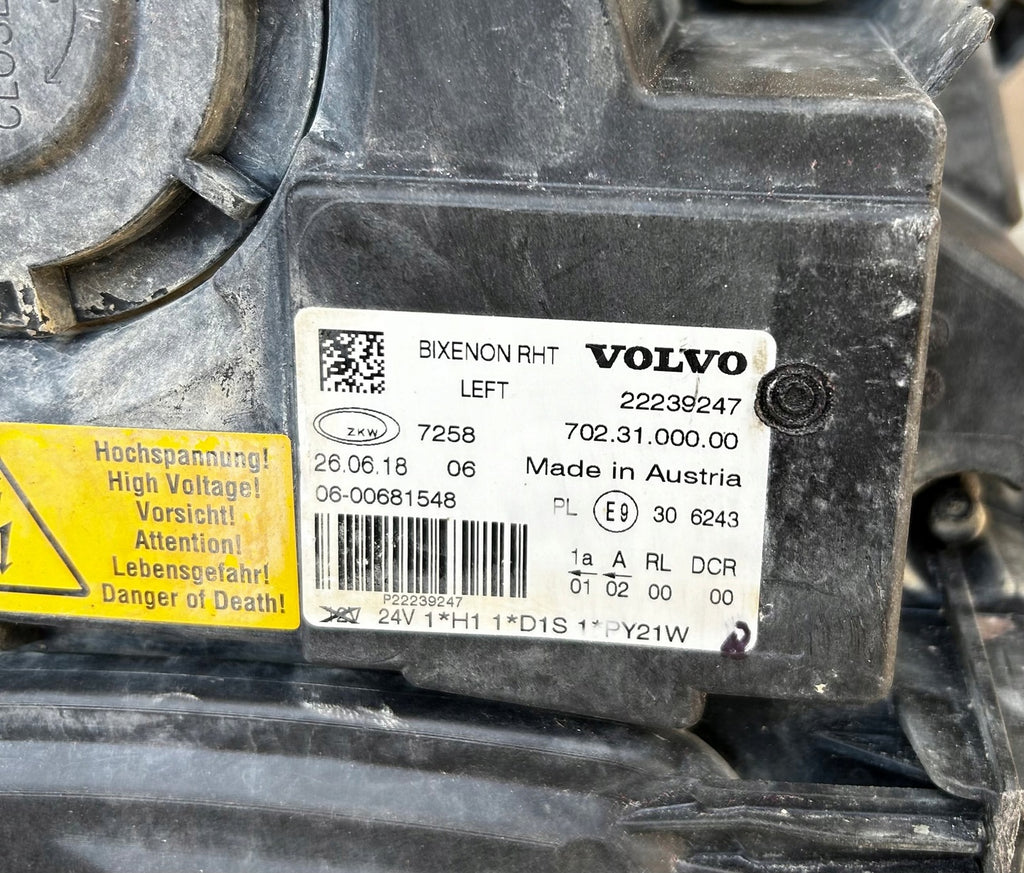 BIXENON RHT VOLVO
LEFT 22239247
ZKW 7258 702.31.000.00
26.06.18 06 Made in Austria
06-00681548
PL E9 30 6243
1a A RL DCR
01 02 00 00
P22239247
24V 1*H1 1*D1S 1*PY21W
Hochspannung!
High Voltage!
Vorsicht!
Attention!
Lebensgefahr!
Danger of Death!